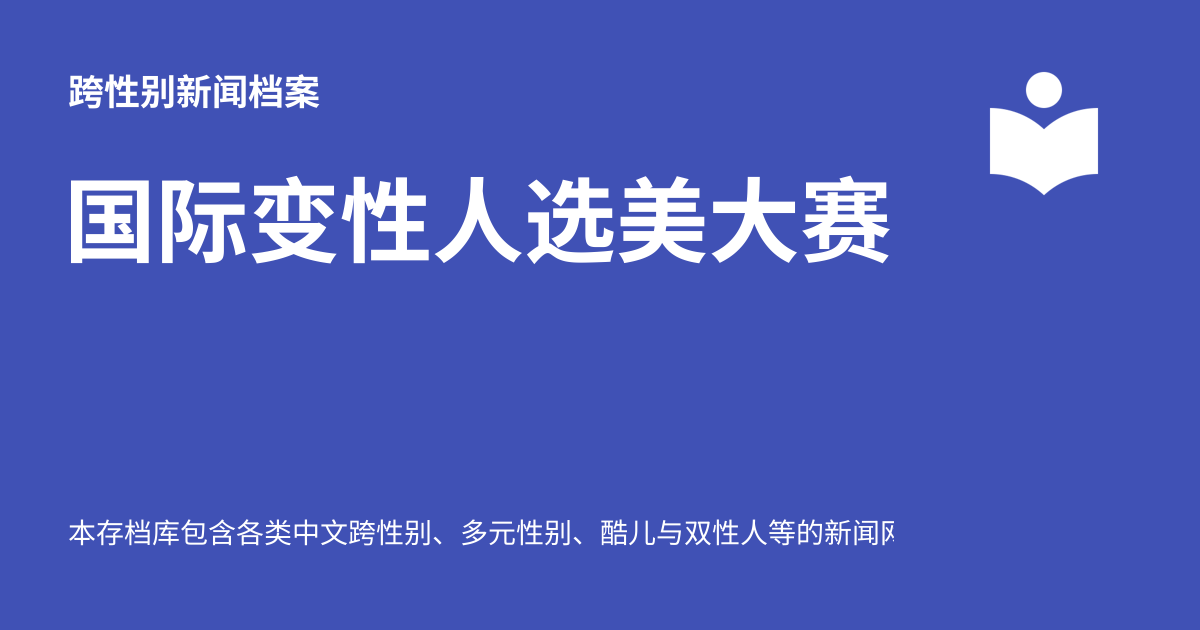 跨性别新闻档案
国际变性人选美大赛
本存档库包含各类中文跨性别、多元性别、酷儿与双性人等的新闻